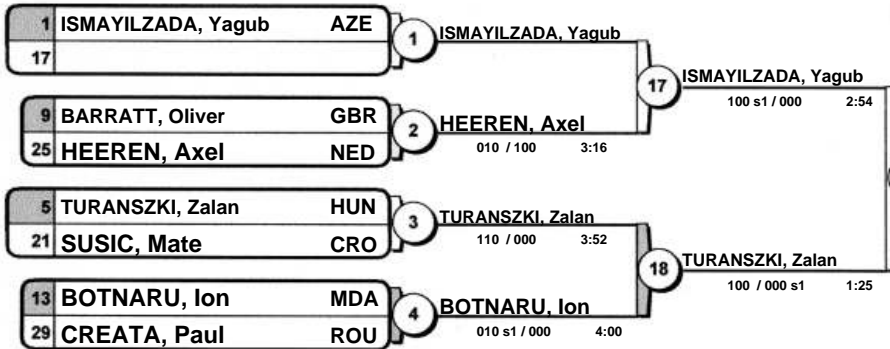 1 ISMAYILZADA, Yagub AZE
17
1
ISMAYILZADA, Yagub
9 BARRATT, Oliver GBR
25 HEEREN, Axel NED
2
HEEREN, Axel
010 / 100 3:16
17
ISMAYILZADA, Yagub
100 s1 / 000 2:54
5 TURANSZKI, Zalan HUN
21 SUSIC, Mate CRO
3
TURANSZKI, Zalan
110 / 000 3:52
13 BOTNARU, Ion MDA
29 CREATA, Paul ROU
4
BOTNARU, Ion
010 s1 / 000 4:00
18
TURANSZKI, Zalan
100 / 000 s1 1:25